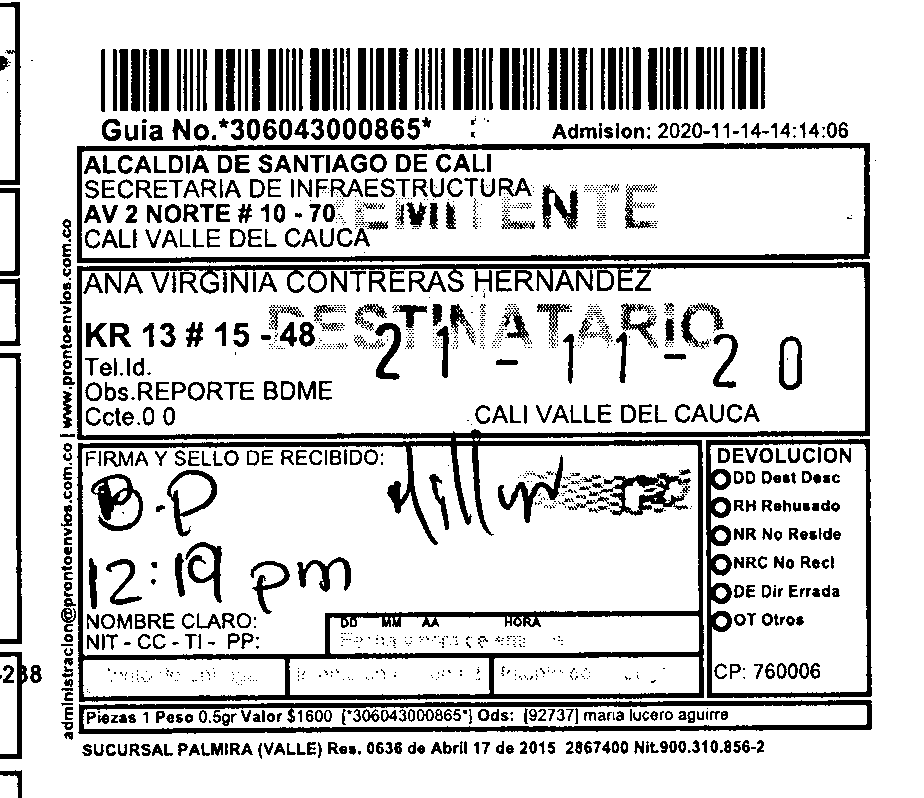 Guia No.*306043000865*
Admision: 2020-11-14-14:14:06
ALCALDIA DE SANTIAGO DE CALI
SECRETARIA DE INFRAESTRUCTURA
REMITENTE
AV 2 NORTE # 10 - 70
CALI VALLE DEL CAUCA
ANA VIRGINIA CONTRERAS HERNANDEZ
DESTINATARIO
KR 13 # 15 - 48
21-11-20
Tel.Id.
Obs.REPORTE BDME
Ccte.0 0
CALI VALLE DEL CAUCA
FIRMA Y SELLO DE RECIBIDO:
B.P
12:19 pm
NOMBRE CLARO:
NIT - CC - TI - PP:
DD MM AA HORA
DEVOLUCION
DD Dest Desc
RH Rehusado
NR No Reside
NRC No Recl
DE Dir Errada
OT Otros
CP: 760006
Piezas 1 Peso 0.5gr Valor $1600 [*306043000865*] Ods: [92737] maria lucero aguirre
SUCURSAL PALMIRA (VALLE) Res. 0636 de Abril 17 de 2015 2867400 Nit.900.310.856-2
administracion@prontoenvios.com.co | www.prontoenvios.com.co
-238